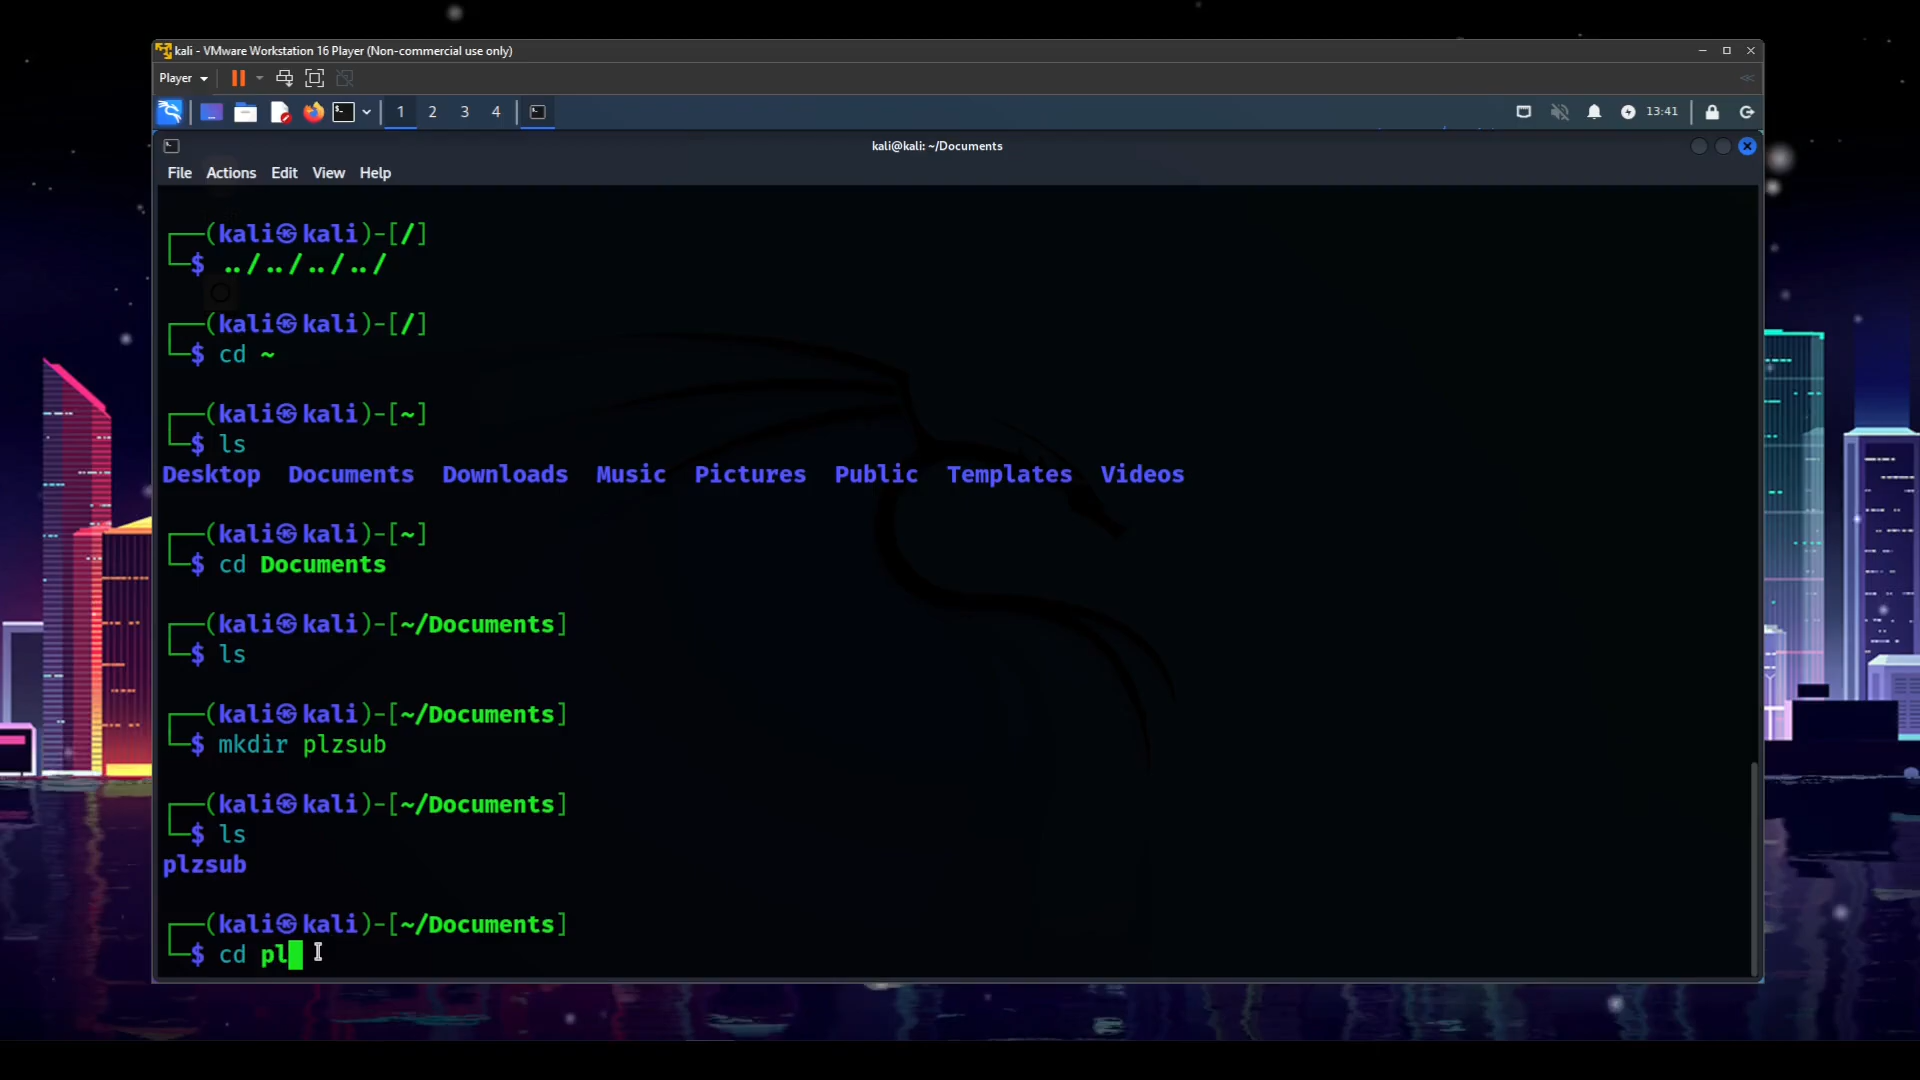 kali - VMware Workstation 16 Player (Non-commercial use only)
Player
1 2 3 4 13:41
kali@kali: ~/Documents
File Actions Edit View Help
┌──(kali㉿kali)-[/]
└─$ ../../../../
┌──(kali㉿kali)-[/]
└─$ cd ~
┌──(kali㉿kali)-[~]
└─$ ls
Desktop Documents Downloads Music Pictures Public Templates Videos
┌──(kali㉿kali)-[~]
└─$ cd Documents
┌──(kali㉿kali)-[~/Documents]
└─$ ls
┌──(kali㉿kali)-[~/Documents]
└─$ mkdir plzsub
┌──(kali㉿kali)-[~/Documents]
└─$ ls
plzsub
┌──(kali㉿kali)-[~/Documents]
└─$ cd pl